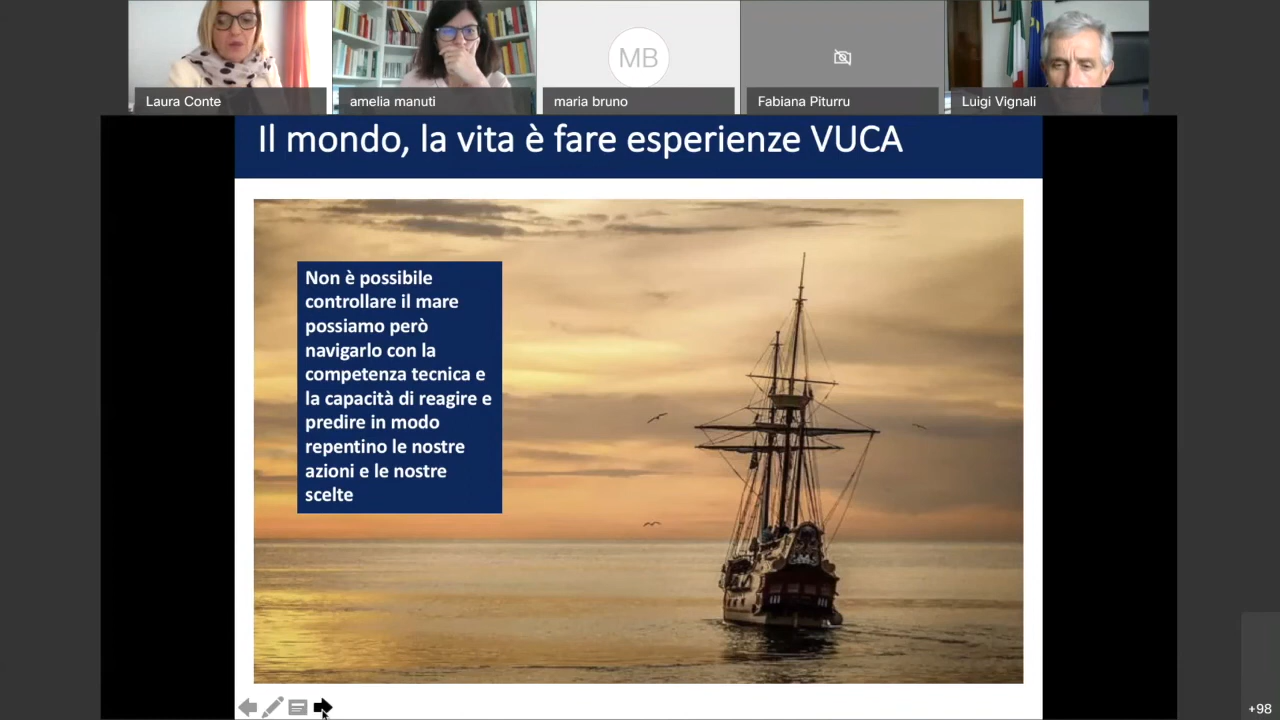 Laura Conte
amelia manuti
MB
maria bruno
Fabiana Piturru
Luigi Vignali
Il mondo, la vita è fare esperienze VUCA
Non è possibile
controllare il mare
possiamo però
navigarlo con la
competenza tecnica e
la capacità di reagire e
predire in modo
repentino le nostre
azioni e le nostre
scelte
+98